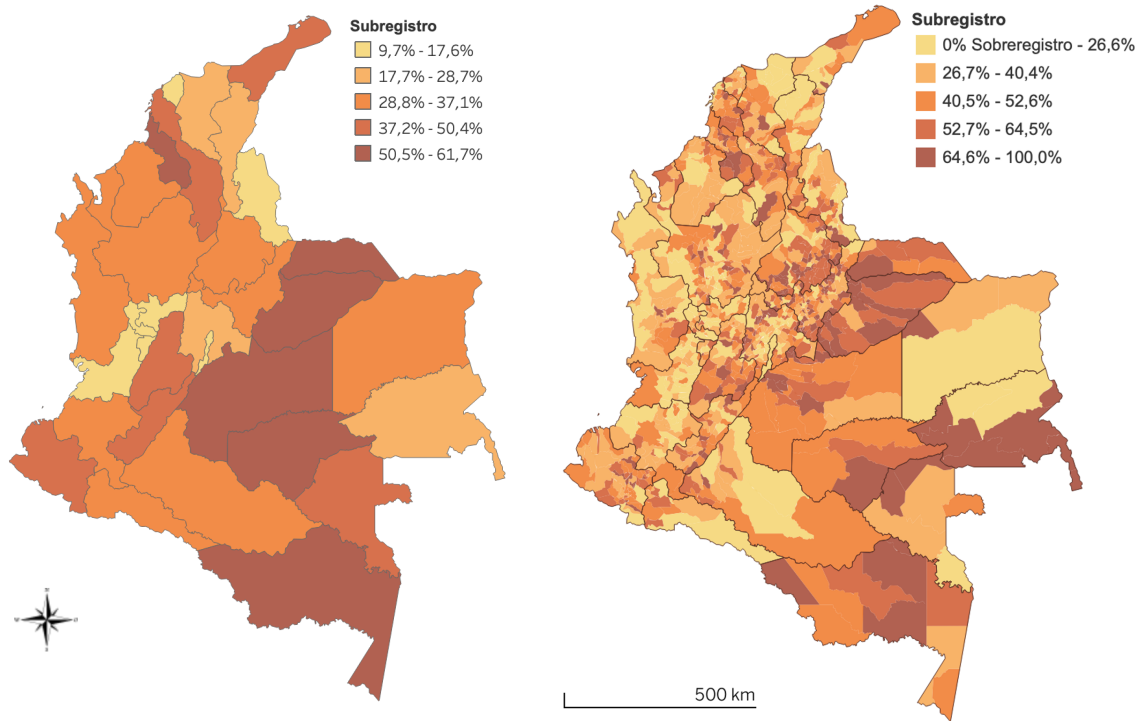 Subregistro
9,7% - 17,6%
17,7% - 28,7%
28,8% - 37,1%
37,2% - 50,4%
50,5% - 61,7%
Subregistro
0% Sobreregistro - 26,6%
26,7% - 40,4%
40,5% - 52,6%
52,7% - 64,5%
64,6% - 100,0%
500 km